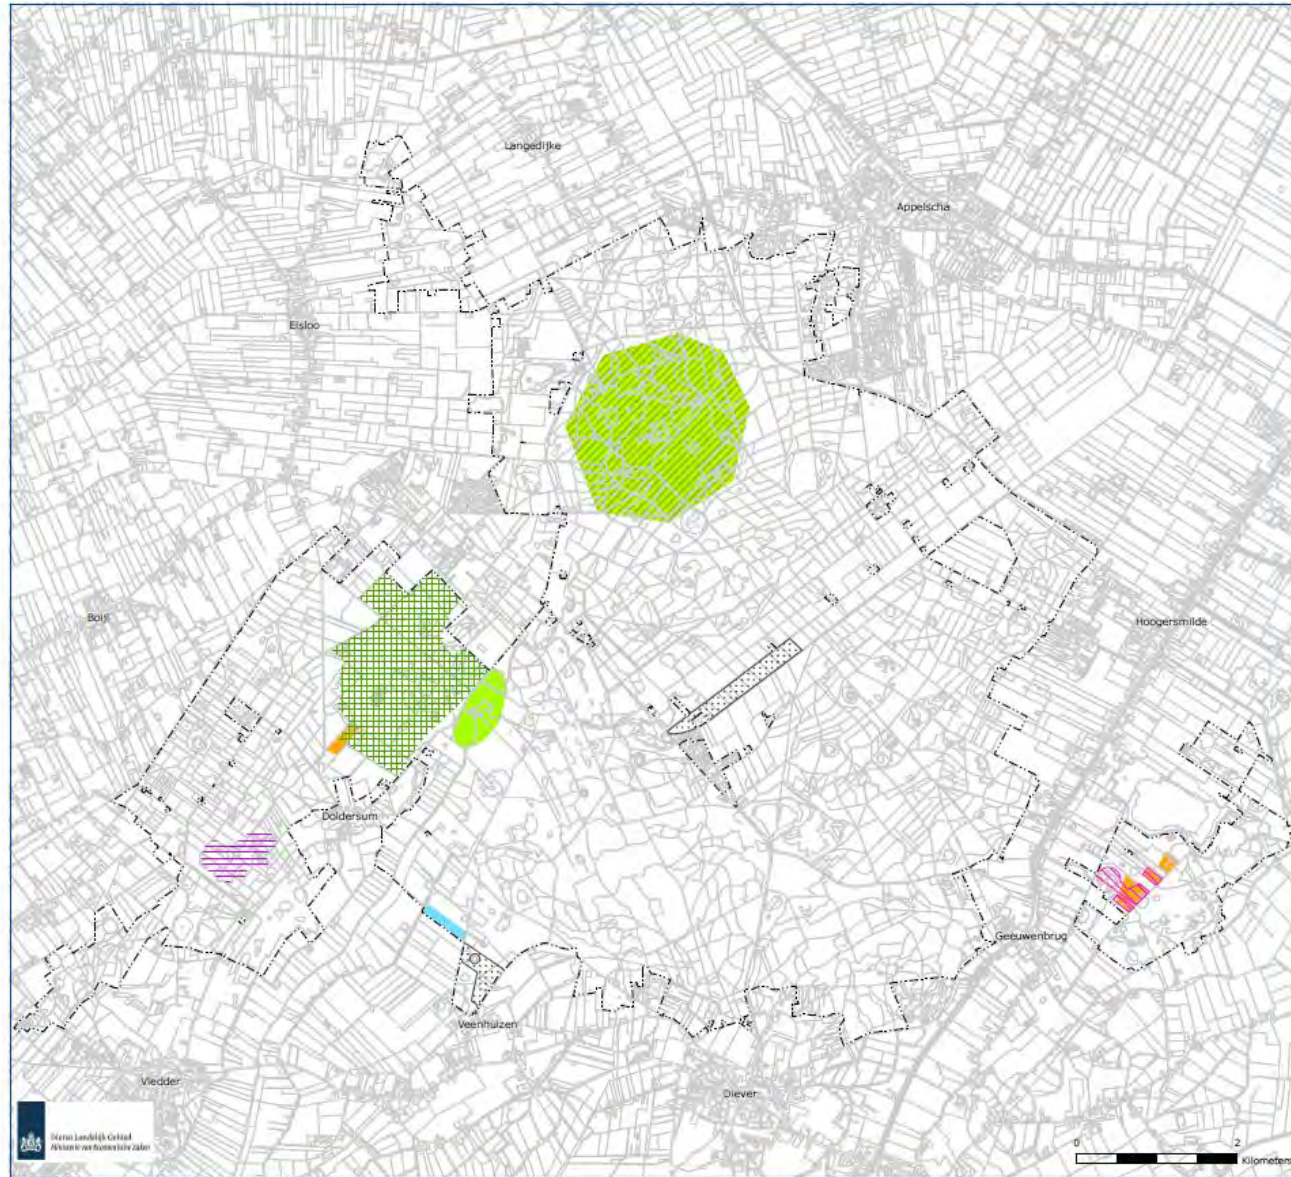 Langedijke
Appelscha
Elsloo
Boijl
Hoogersmilde
Doldersum
Geeuwenbrug
Veenhuizen
Vledder
Diever
Dienst Landelijk Gebied
Ministerie van Economische Zaken
0 2
Kilometers